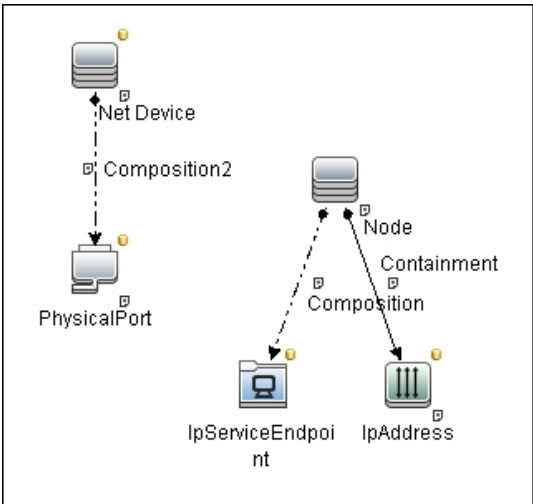 Net Device
Composition2
Node
Containment
Composition
PhysicalPort
IpServiceEndpoi
nt
IpAddress